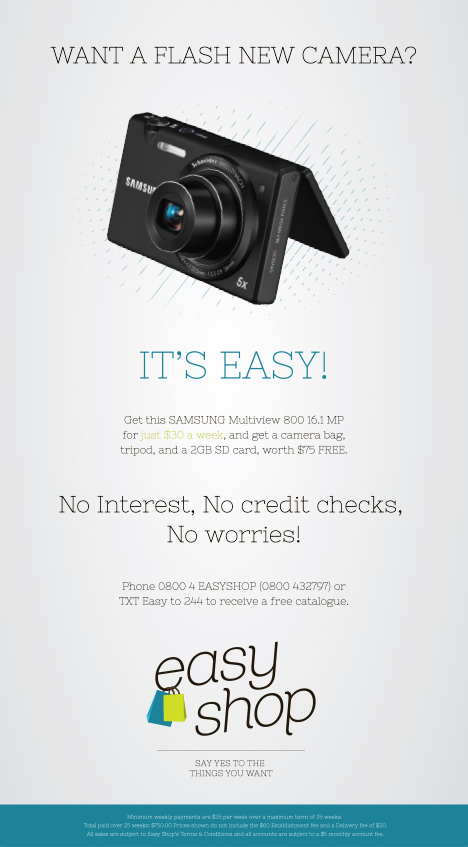 WANT A FLASH NEW CAMERA?
Schneider
SAMSU
5x
IT'S EASY!
Get this SAMSUNG Multiview 800 16.1 MP
for just $30 a week, and get a camera bag,
tripod, and a 2GB SD card, worth $75 FREE.
No Interest, No credit checks,
No worries!
Phone 0800 4 EASYSHOP (0800 432797) or
TXT Easy to 244 to receive a free catalogue.
easy
shop
SAY YES TO THE
THINGS YOU WANT
Minimum weekly payments are $25 per week over a maximum term of 25 weeks.
Total paid over 25 weeks $750.00 Prices shown do not include the $60 Establishment fee and a Delivery fee of $30.
All sales are subject to Easy Shop's Terms & Conditions and all accounts are subject to a $5 monthly account fee.